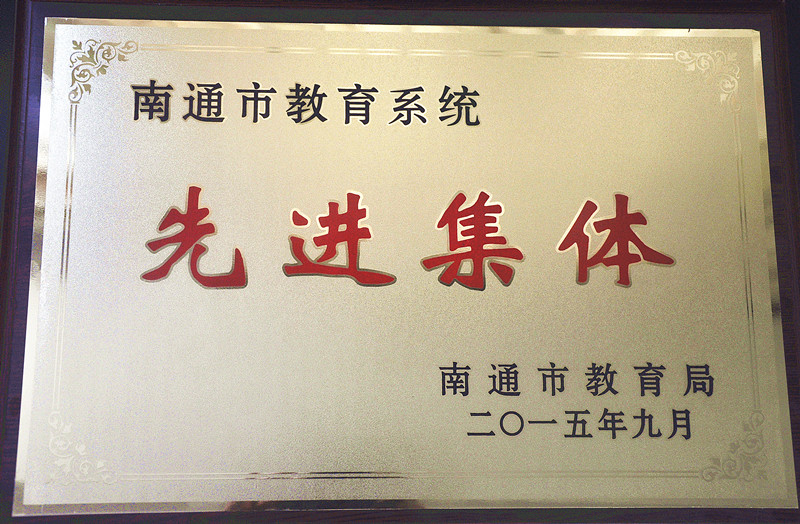 南通市教育系统
先进集体
南通市教育局
二〇一五年九月